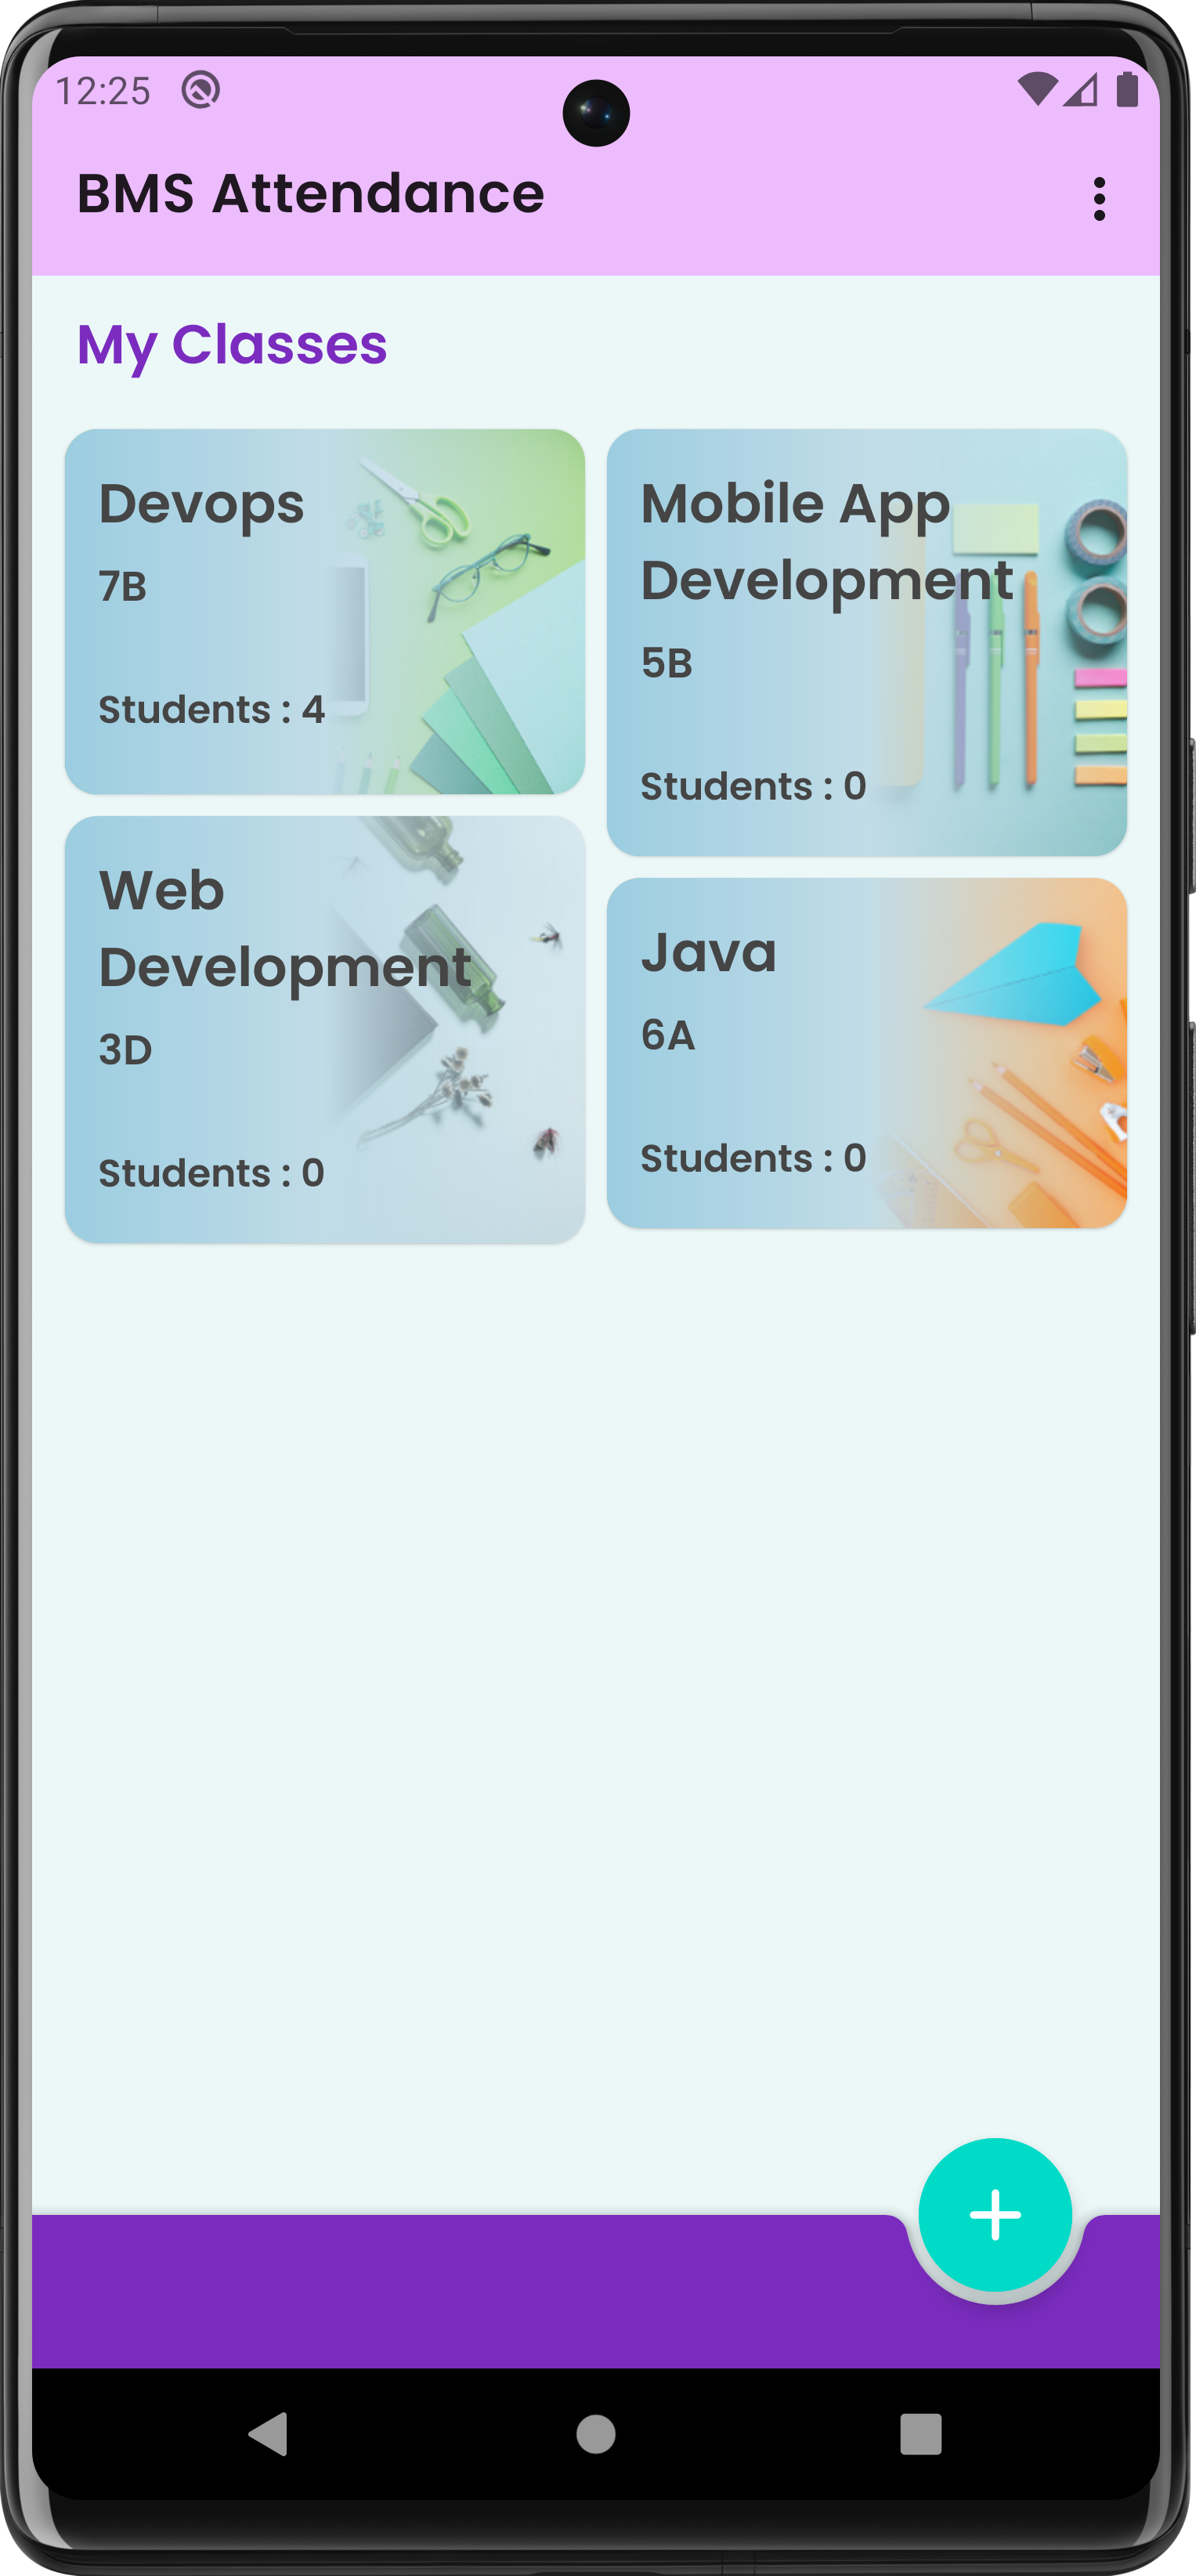 12:25
BMS Attendance
My Classes
Devops
7B
Students : 4
Mobile App
Development
5B
Students : 0
Web
Development
3D
Students : 0
Java
6A
Students : 0